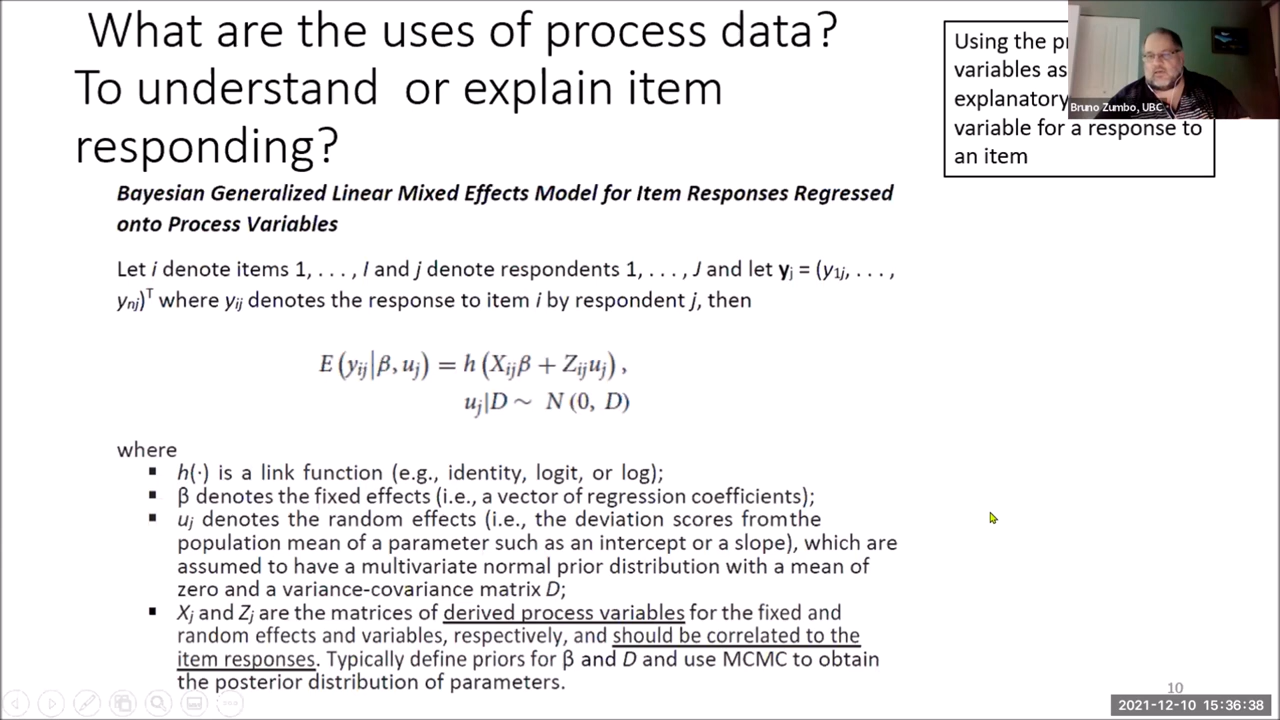 What are the uses of process data?
To understand or explain item
responding?
Using the
variables as
explanatory
variable for a response to
an item
Bruno Zumbo, UBC
Bayesian Generalized Linear Mixed Effects Model for Item Responses Regressed
onto Process Variables
Let i denote items 1, . . . , I and j denote respondents 1, . . . , J and let yj = (y1j, . . . ,
ynj)ᵀ where yij denotes the response to item i by respondent j, then
E (yij|β, uj) = h (Xijβ + Zijuj) ,
uj|D ~ N (0, D)
where
▪ h(·) is a link function (e.g., identity, logit, or log);
▪ β denotes the fixed effects (i.e., a vector of regression coefficients);
▪ uj denotes the random effects (i.e., the deviation scores fromthe
population mean of a parameter such as an intercept or a slope), which are
assumed to have a multivariate normal prior distribution with a mean of
zero and a variance-covariance matrix D;
▪ Xj and Zj are the matrices of derived process variables for the fixed and
random effects and variables, respectively, and should be correlated to the
item responses. Typically define priors for β and D and use MCMC to obtain
the posterior distribution of parameters.
10
2021-12-10 15:36:38